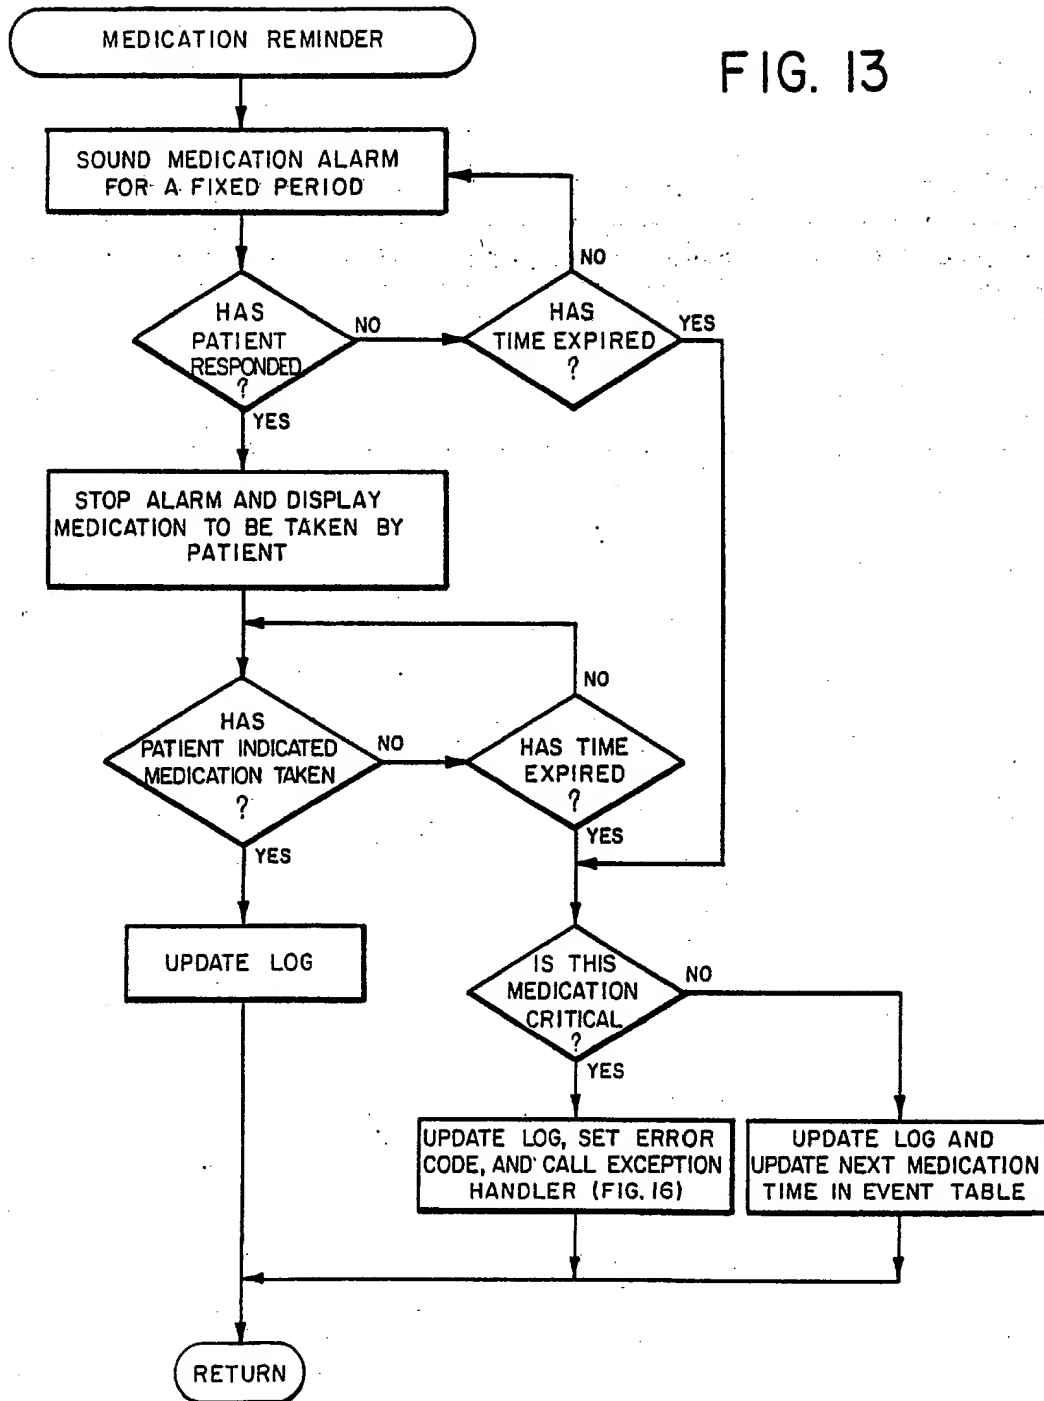 MEDICATION REMINDER
FIG. 13
SOUND MEDICATION ALARM
FOR A FIXED PERIOD
NO
HAS
PATIENT
RESPONDED
?
NO
HAS
TIME EXPIRED
?
YES
YES
STOP ALARM AND DISPLAY
MEDICATION TO BE TAKEN BY
PATIENT
NO
HAS
PATIENT INDICATED
MEDICATION TAKEN
?
NO
HAS TIME
EXPIRED
?
YES
YES
UPDATE LOG
IS THIS
MEDICATION
CRITICAL
?
NO
YES
UPDATE LOG, SET ERROR
CODE, AND CALL EXCEPTION
HANDLER (FIG. 16)
UPDATE LOG AND
UPDATE NEXT MEDICATION
TIME IN EVENT TABLE
RETURN